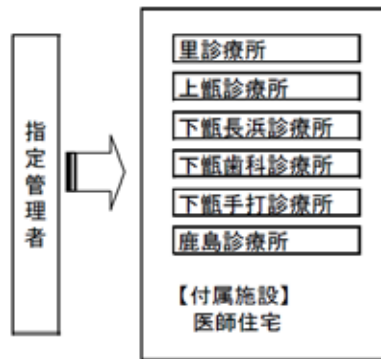 指定管理者
里診療所
上甑診療所
下甑長浜診療所
下甑歯科診療所
下甑手打診療所
鹿島診療所
【付属施設】
医師住宅